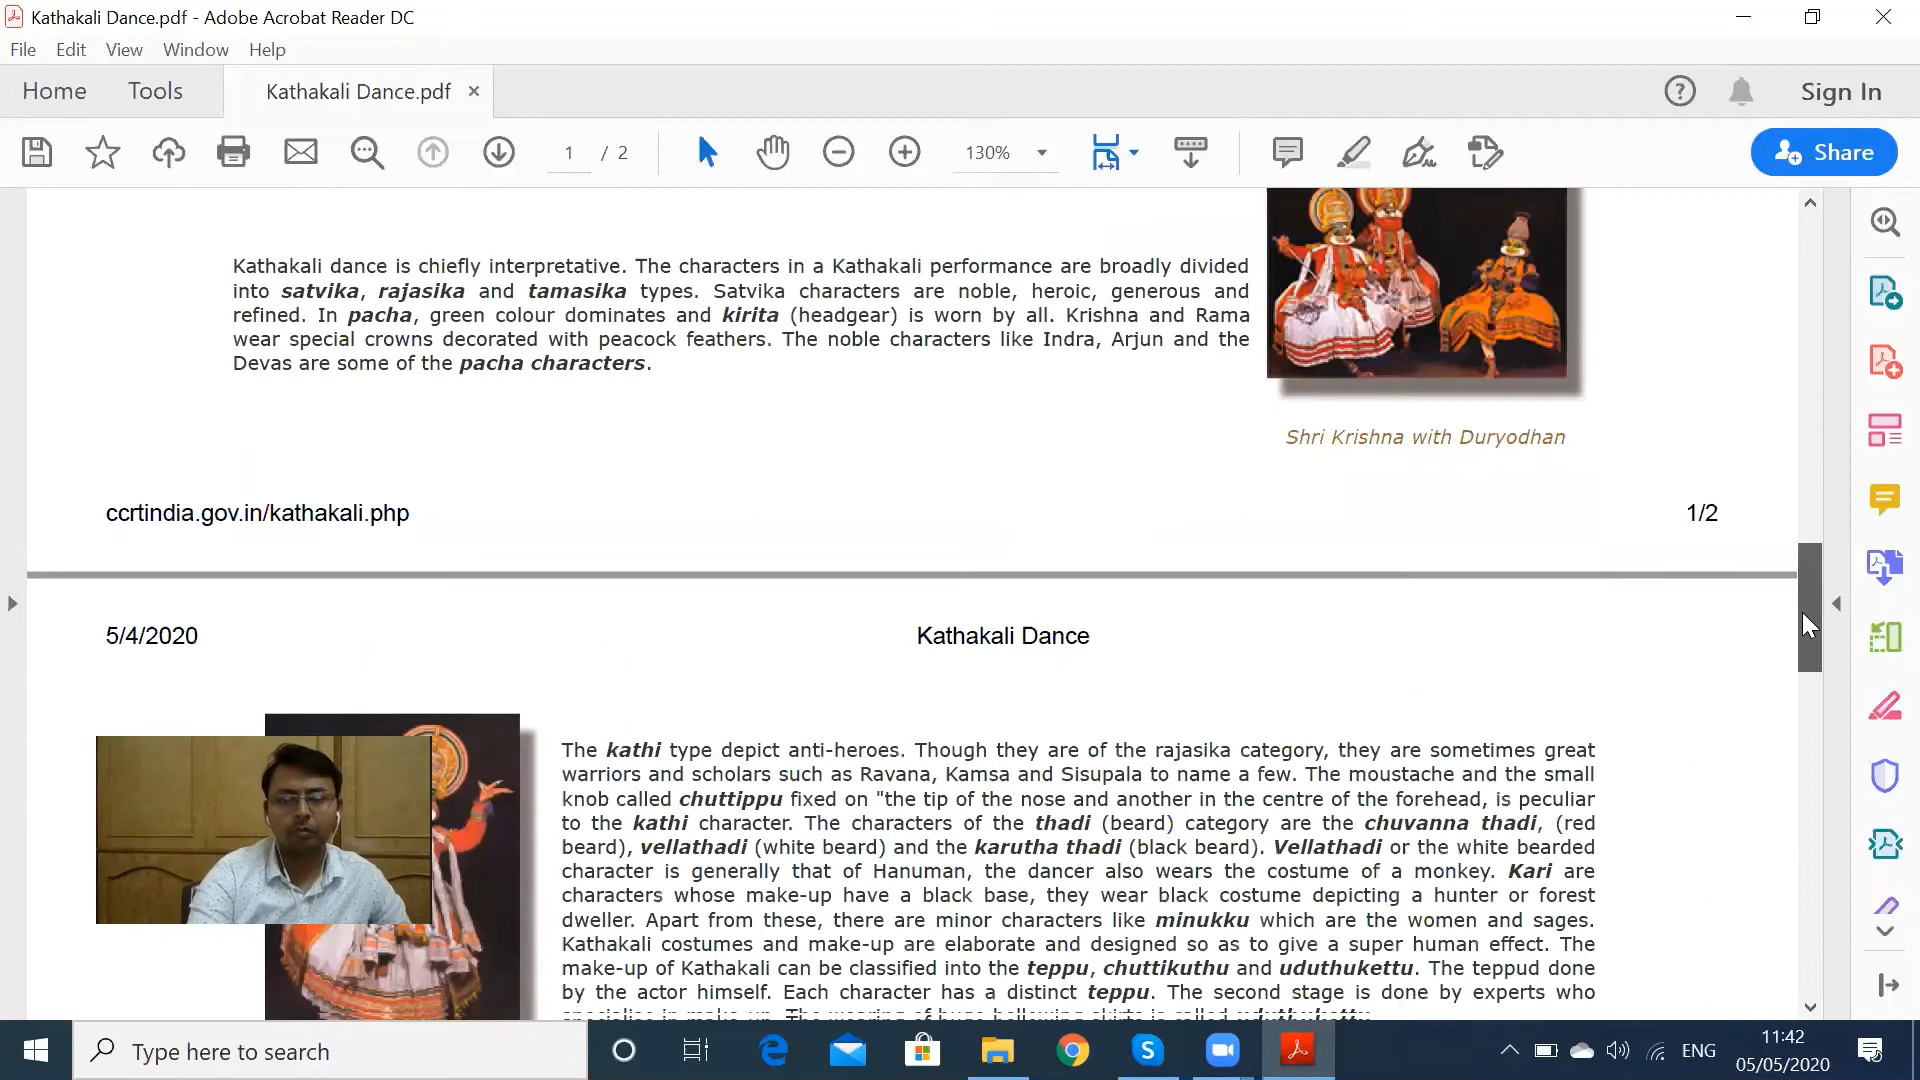 Kathakali Dance.pdf - Adobe Acrobat Reader DC
File Edit View Window Help
Home Tools Kathakali Dance.pdf × Sign In
1 / 2 130% Share
Kathakali dance is chiefly interpretative. The characters in a Kathakali performance are broadly divided
into satvika, rajasika and tamasika types. Satvika characters are noble, heroic, generous and
refined. In pacha, green colour dominates and kirita (headgear) is worn by all. Krishna and Rama
wear special crowns decorated with peacock feathers. The noble characters like Indra, Arjun and the
Devas are some of the pacha characters.
Shri Krishna with Duryodhan
ccrtindia.gov.in/kathakali.php 1/2
5/4/2020 Kathakali Dance
The kathi type depict anti-heroes. Though they are of the rajasika category, they are sometimes great
warriors and scholars such as Ravana, Kamsa and Sisupala to name a few. The moustache and the small
knob called chuttippu fixed on "the tip of the nose and another in the centre of the forehead, is peculiar
to the kathi character. The characters of the thadi (beard) category are the chuvanna thadi, (red
beard), vellathadi (white beard) and the karutha thadi (black beard). Vellathadi or the white bearded
character is generally that of Hanuman, the dancer also wears the costume of a monkey. Kari are
characters whose make-up have a black base, they wear black costume depicting a hunter or forest
dweller. Apart from these, there are minor characters like minukku which are the women and sages.
Kathakali costumes and make-up are elaborate and designed so as to give a super human effect. The
make-up of Kathakali can be classified into the teppu, chuttikuthu and uduthukettu. The teppud done
by the actor himself. Each character has a distinct teppu. The second stage is done by experts who
Type here to search
ENG
11:42
05/05/2020